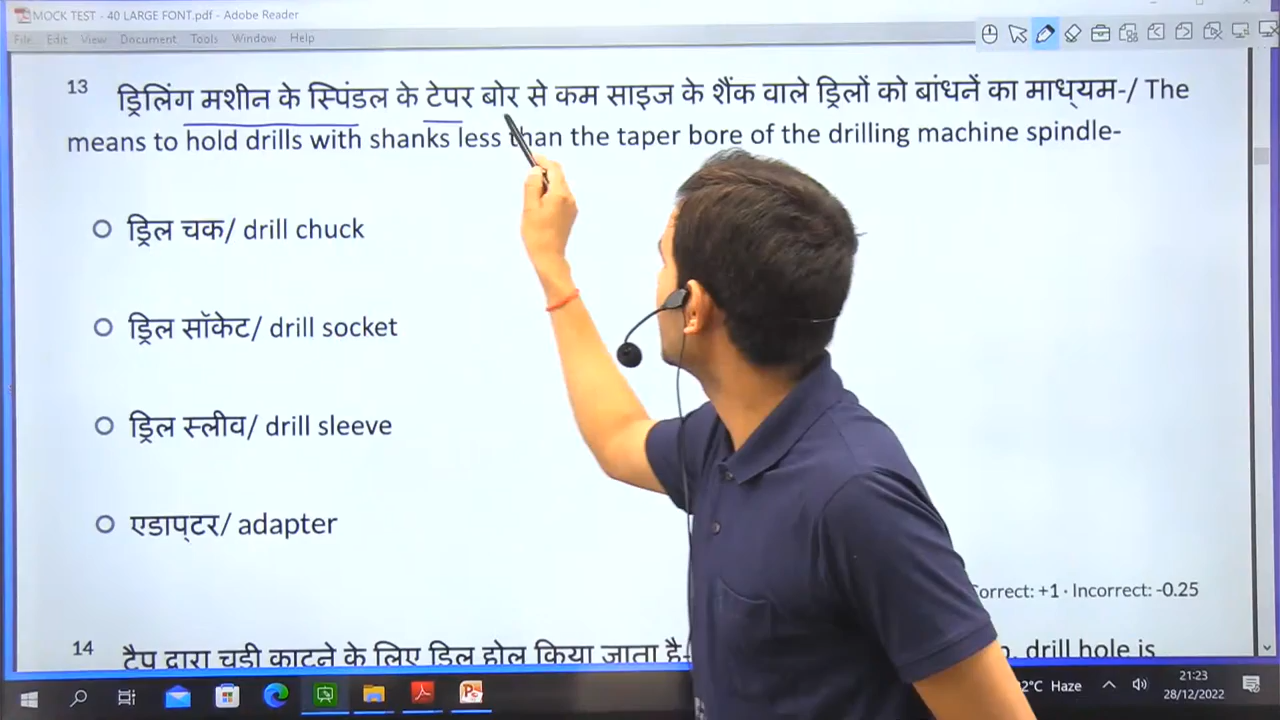 MOCK TEST - 40 LARGE FONT.pdf - Adobe Reader
File Edit View Document Tools Window Help
13 ड्रिलिंग मशीन के स्पिंडल के टेपर बोर से कम साइज के शैंक वाले ड्रिलों को बांधनें का माध्यम-/ The
means to hold drills with shanks less than the taper bore of the drilling machine spindle-
ड्रिल चक/ drill chuck
ड्रिल सॉकेट/ drill socket
ड्रिल स्लीव/ drill sleeve
एडाप्टर/ adapter
Correct: +1 · Incorrect: -0.25
14 टैप द्वारा चूड़ी काटने के लिए ड्रिल होल किया जाता है- drill hole is
2°C Haze
21:23
28/12/2022